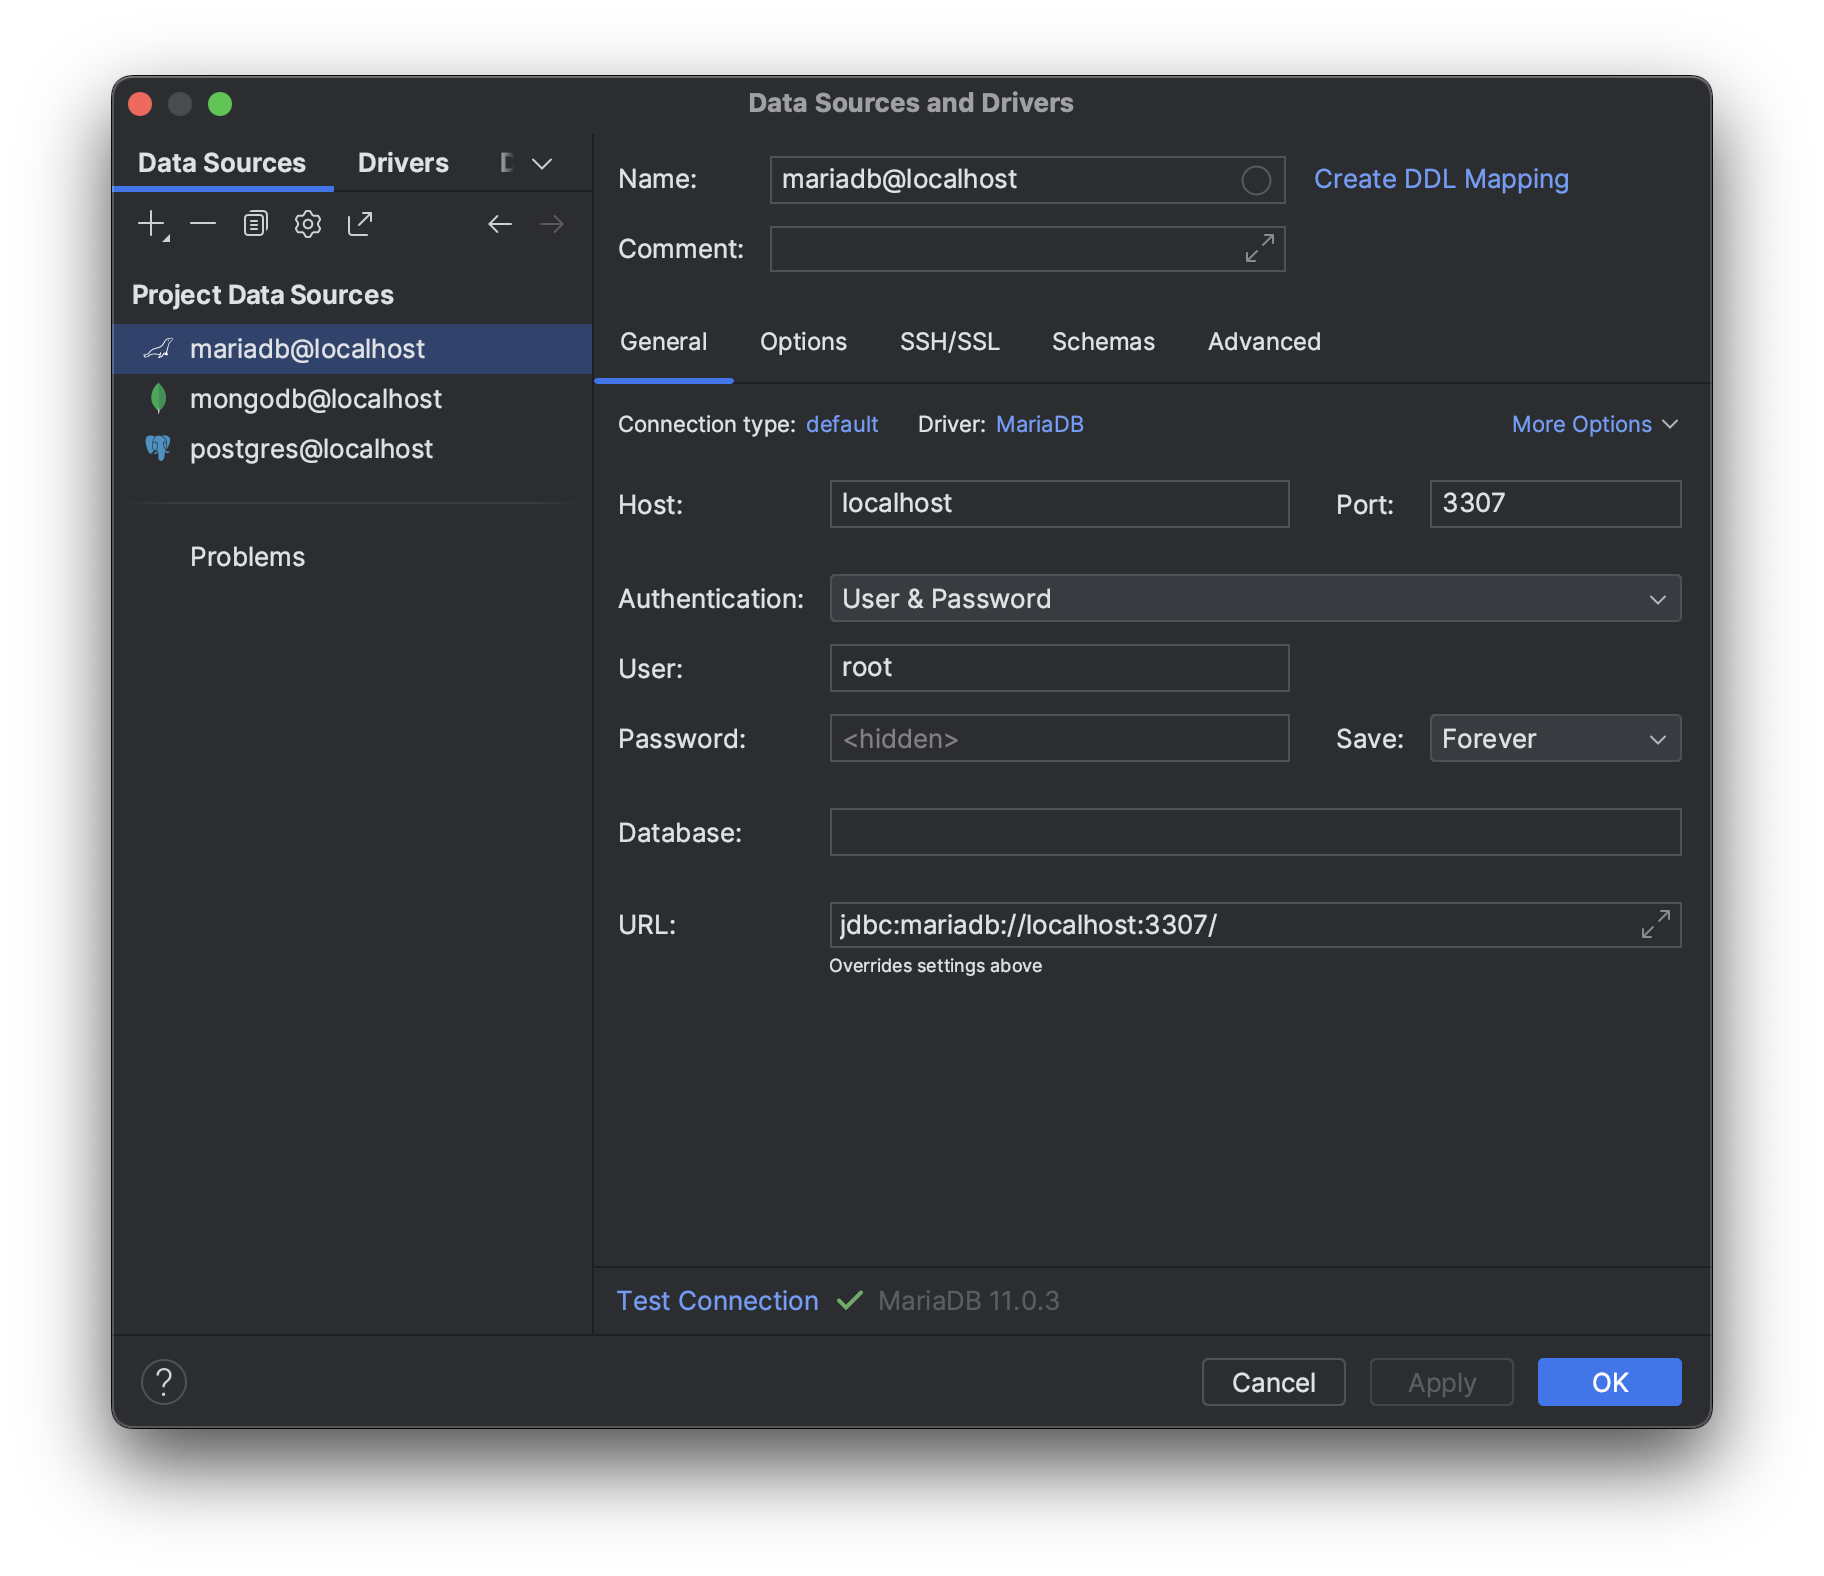 Data Sources and Drivers
Data Sources Drivers
Project Data Sources
mariadb@localhost
mongodb@localhost
postgres@localhost
Problems
Name: mariadb@localhost Create DDL Mapping
Comment:
General Options SSH/SSL Schemas Advanced
Connection type: default Driver: MariaDB More Options
Host: localhost Port: 3307
Authentication: User & Password
User: root
Password: <hidden> Save: Forever
Database:
URL: jdbc:mariadb://localhost:3307/
Overrides settings above
Test Connection MariaDB 11.0.3
? Cancel Apply OK